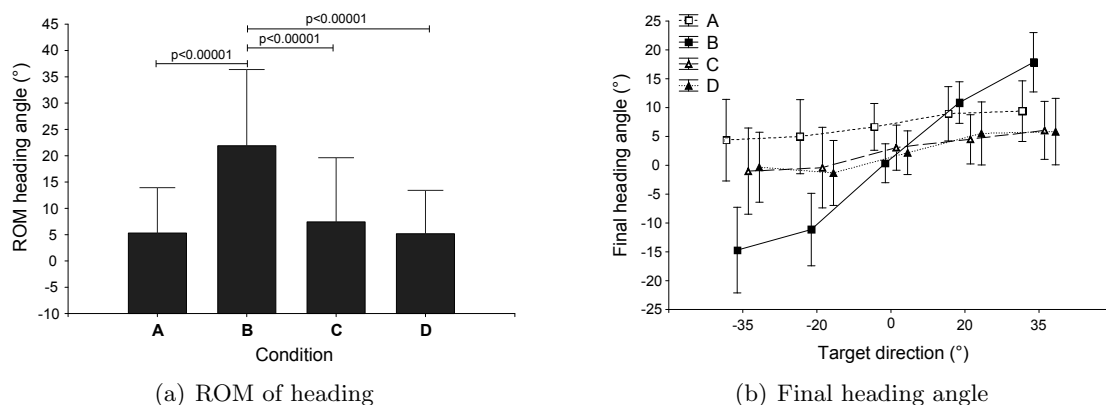 p<0.00001
p<0.00001
p<0.00001
45
40
35
30
25
20
15
10
5
0
-5
-10
ROM heading angle (°)
A B C D
Condition
(a) ROM of heading
A
B
C
D
25
20
15
10
5
0
-5
-10
-15
-20
-25
Final heading angle (°)
-35 -20 0 20 35
Target direction (°)
(b) Final heading angle